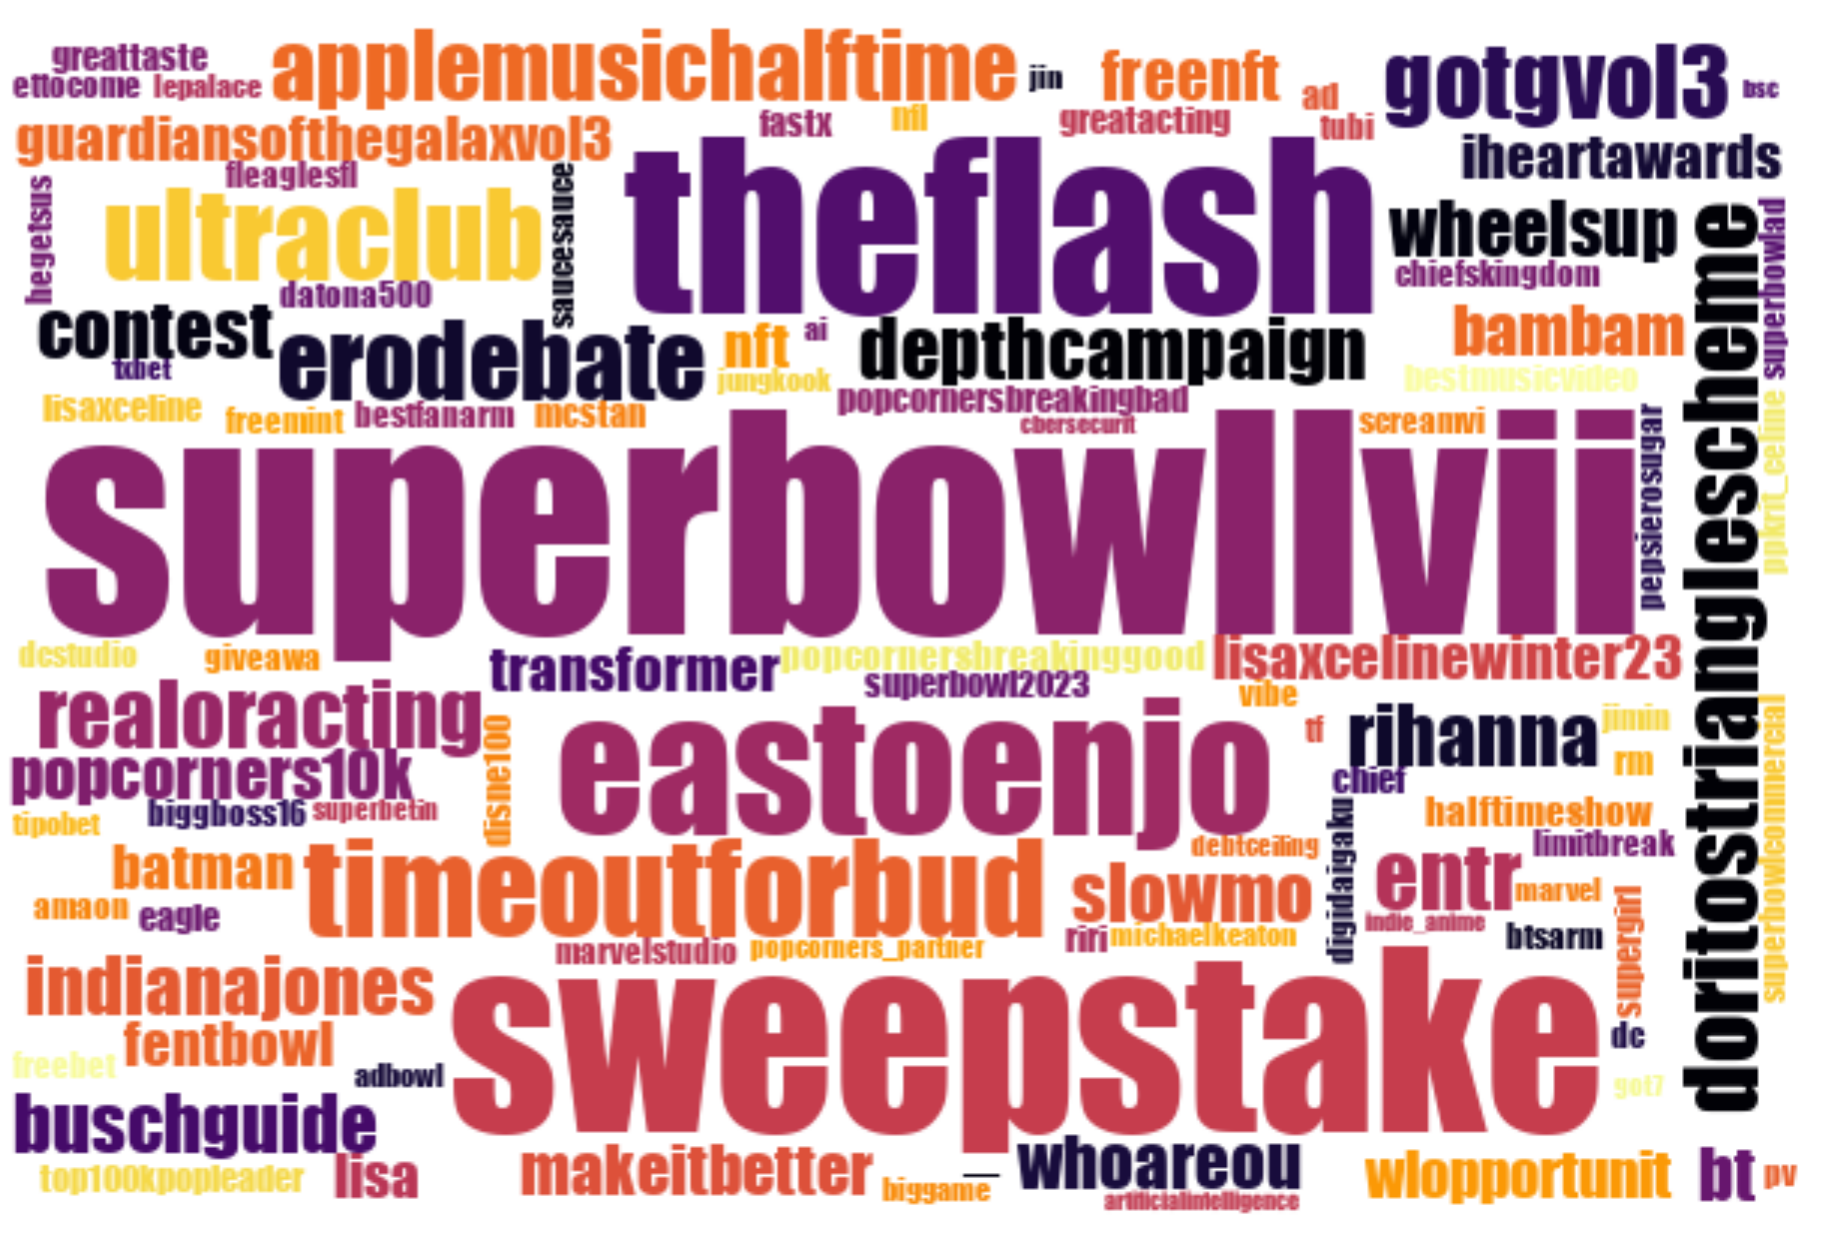 greattaste
ettocome
lepalace
applemusichalftime
jin
freenft
ad
tubi
gotgvol3
bsc
guardiansofthegalaxvol3
fastx
nfl
greatacting
iheartawards
fleaglesfl
hegetsus
ultraclub
saucesauce
theflash
wheelsup
chiefskingdom
superbowlad
datona500
contest
txbet
erodebate
nft
ai
jungkook
depthcampaign
bambam
bestmusicvideo
doritostrianglescheme
ppkrit_celine
lisaxceline
freemint
bestfanarm
mcstan
popcornersbreakingbad
cbersecurit
screamvi
superbowllvii
pepsierosugar
dcstudio
giveawa
transformer
popcornersbreakinggood
lisaxcelinewinter23
superbowl2023
vibe
realoracting
disne100
eastoenjo
tf
rihanna
jimin
rm
chief
superbowlcommercial
popcorners10k
biggboss16
superbetin
tipobet
halftimeshow
debtceiling
digidaigaku
limitbreak
batman
timeoutforbud
slowmo
entr
marvel
amaon
eagle
indie_anime
supergirl
marvelstudio
popcorners_partner
riri
michaelkeaton
btsarm
indianajones
sweepstake
fentbowl
dc
freebet
adbowl
got7
buschguide
makeitbetter
_
whoareou
wlopportunit
bt
pv
top100kpopleader
lisa
biggame
artificialintelligence